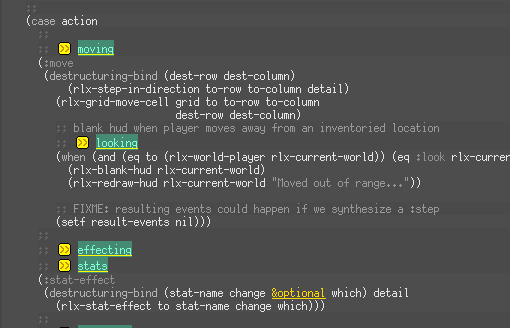 ;;
(case action
;;
;; >> moving
(:move
(destructuring-bind (dest-row dest-column)
(rlx-step-in-direction to-row to-column detail)
(rlx-grid-move-cell grid to to-row to-column
dest-row dest-column)
;; blank hud when player moves away from an inventoried location
;; >> looking
(when (and (eq to (rlx-world-player rlx-current-world)) (eq :look rlx-curren
(rlx-blank-hud rlx-current-world)
(rlx-redraw-hud rlx-current-world "Moved out of range..."))
;; FIXME: resulting events could happen if we synthesize a :step
(setf result-events nil)))
;;
;; >> effecting
;; >> stats
(:stat-effect
(destructuring-bind (stat-name change &optional which) detail
(rlx-stat-effect to stat-name change which)))
;;